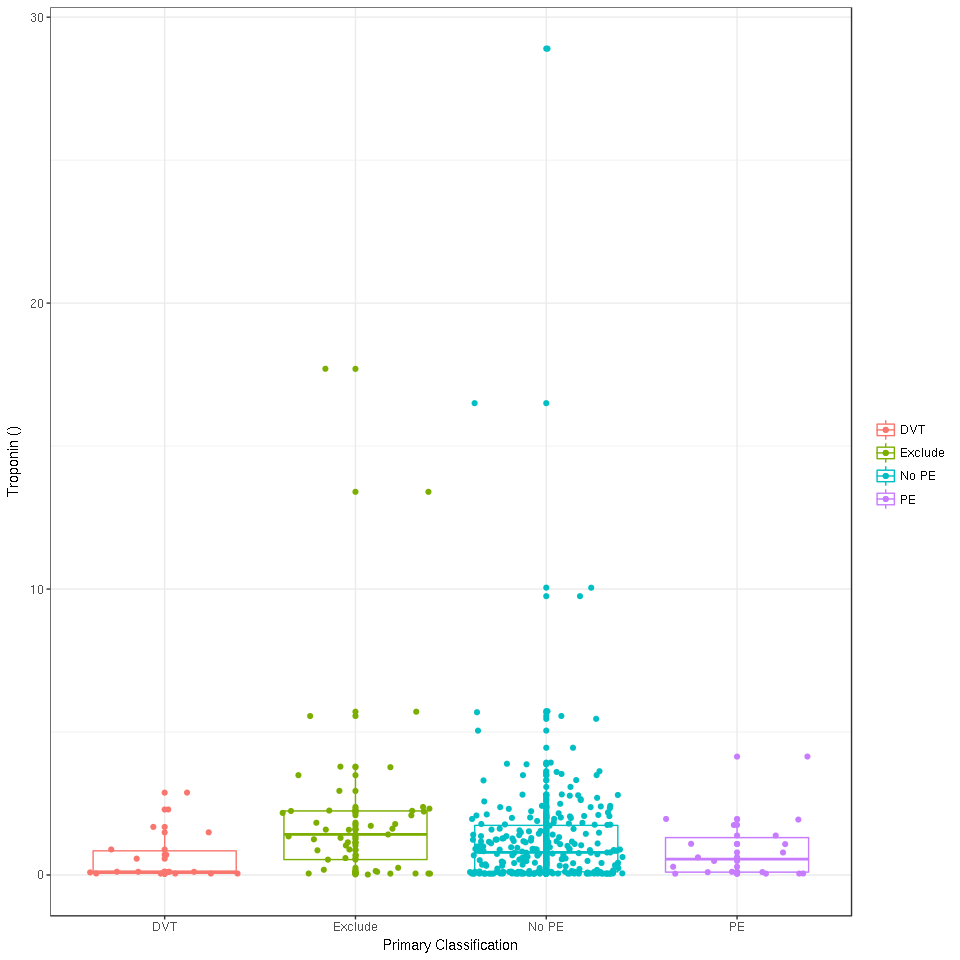 30
20
10
0
Troponin ()
DVT
Exclude
No PE
PE
Primary Classification
DVT
Exclude
No PE
PE